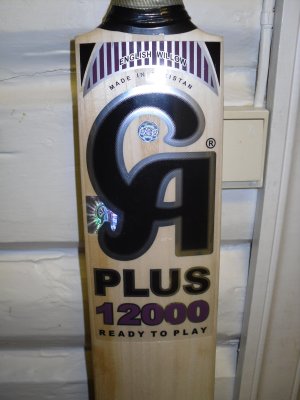 ENGLISH WILLOW
MADE IN PAKISTAN
CA ®
PLUS
12000
READY TO PLAY